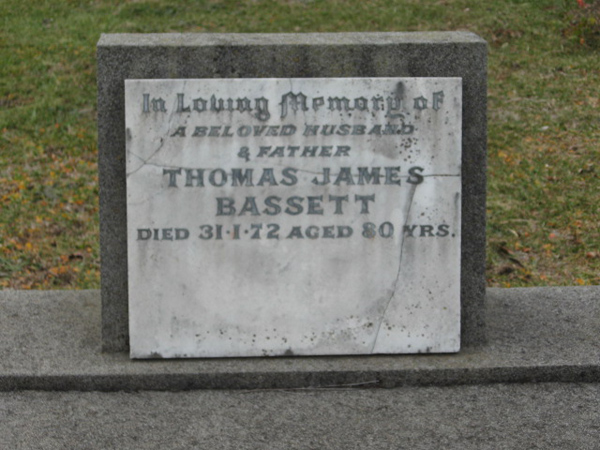 In Loving Memory of
A BELOVED HUSBAND
& FATHER
THOMAS JAMES
BASSETT
DIED 31·1·72 AGED 80 YRS.